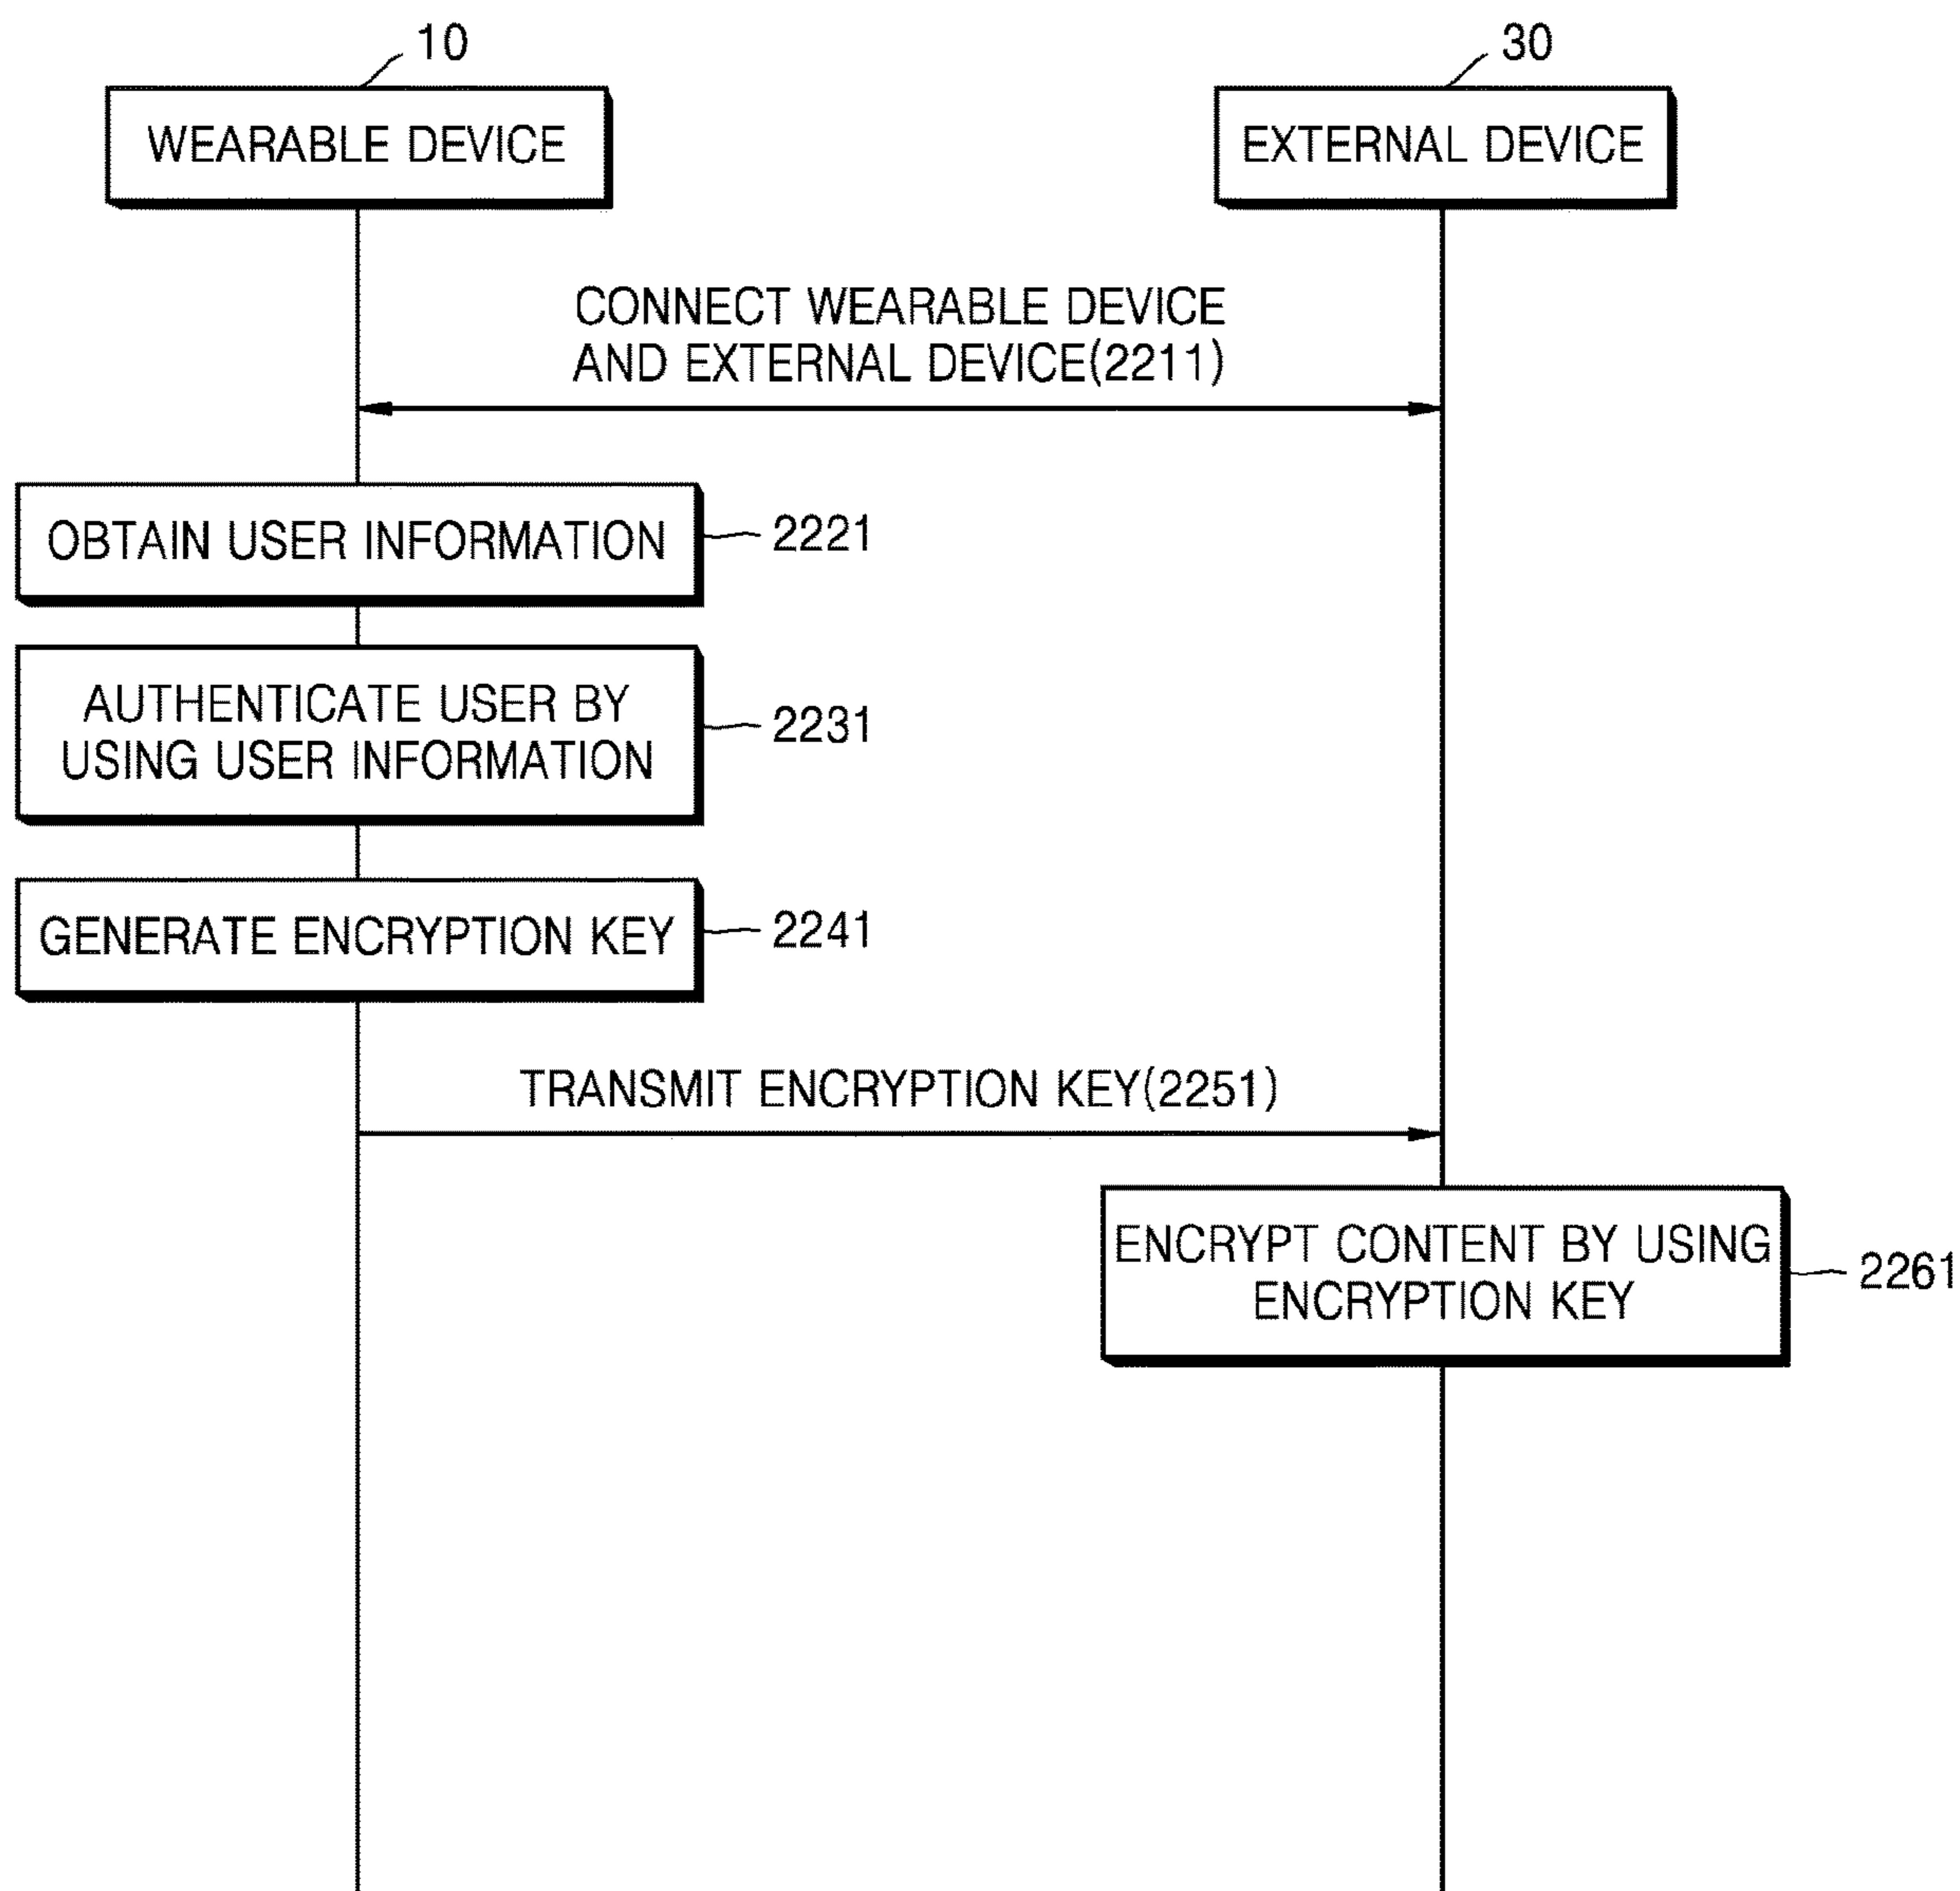 10
30
WEARABLE DEVICE
EXTERNAL DEVICE
CONNECT WEARABLE DEVICE
AND EXTERNAL DEVICE(2211)
OBTAIN USER INFORMATION
2221
AUTHENTICATE USER BY
USING USER INFORMATION
2231
GENERATE ENCRYPTION KEY
2241
TRANSMIT ENCRYPTION KEY(2251)
ENCRYPT CONTENT BY USING
ENCRYPTION KEY
2261